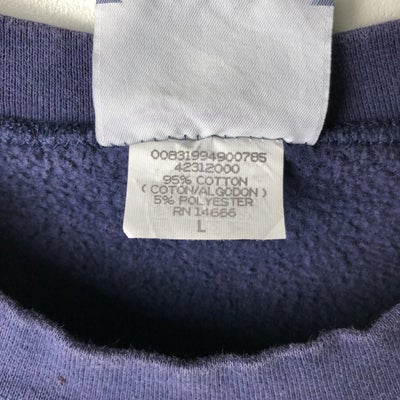 00831994900785
42312000
95% COTTON
(COTON/ALGODON)
5% POLYESTER
RN 14666
L